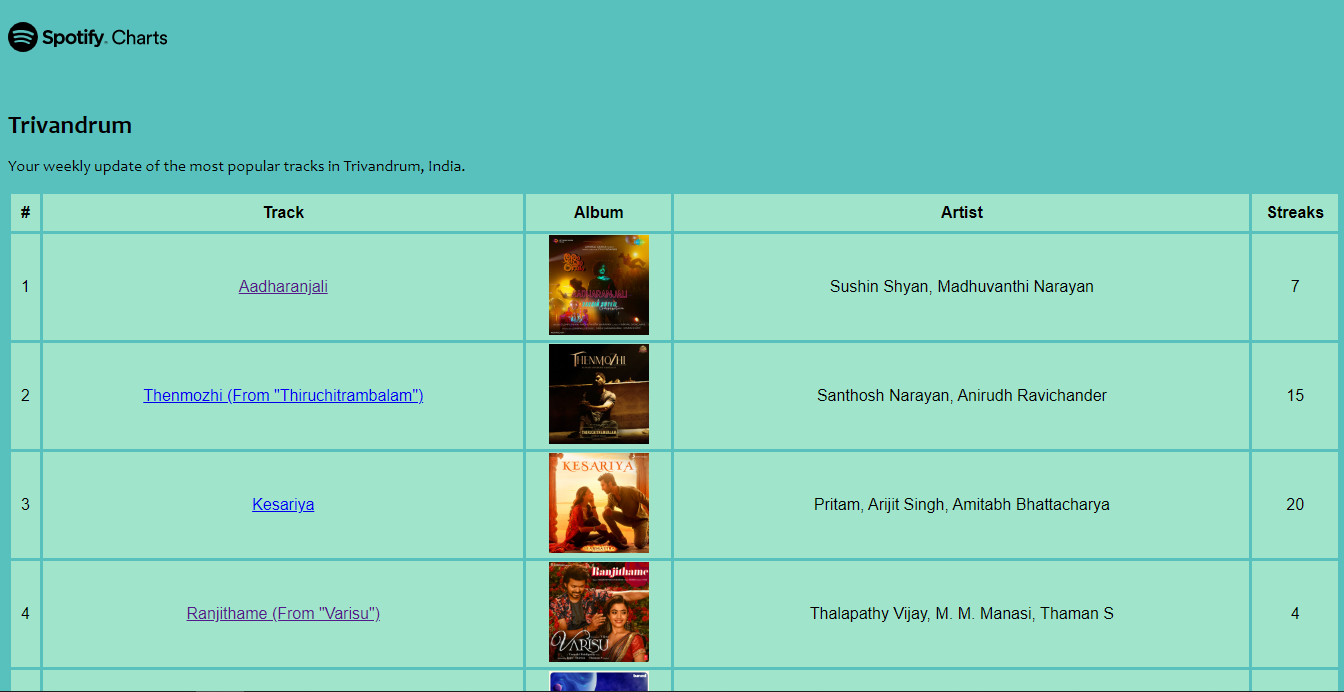 Spotify Charts
Trivandrum
Your weekly update of the most popular tracks in Trivandrum, India.
# Track Album Artist Streaks
1 Aadharanjali Sushin Shyan, Madhuvanthi Narayan 7
AADHARANJALI
2 Thenmozhi (From "Thiruchitrambalam") Santhosh Narayan, Anirudh Ravichander 15
THENMOZHI
THIRUCHITRAMBALAM
3 Kesariya Pritam, Arijit Singh, Amitabh Bhattacharya 20
KESARIYA
4 Ranjithame (From "Varisu") Thalapathy Vijay, M. M. Manasi, Thaman S 4
Ranjithame
VARISU